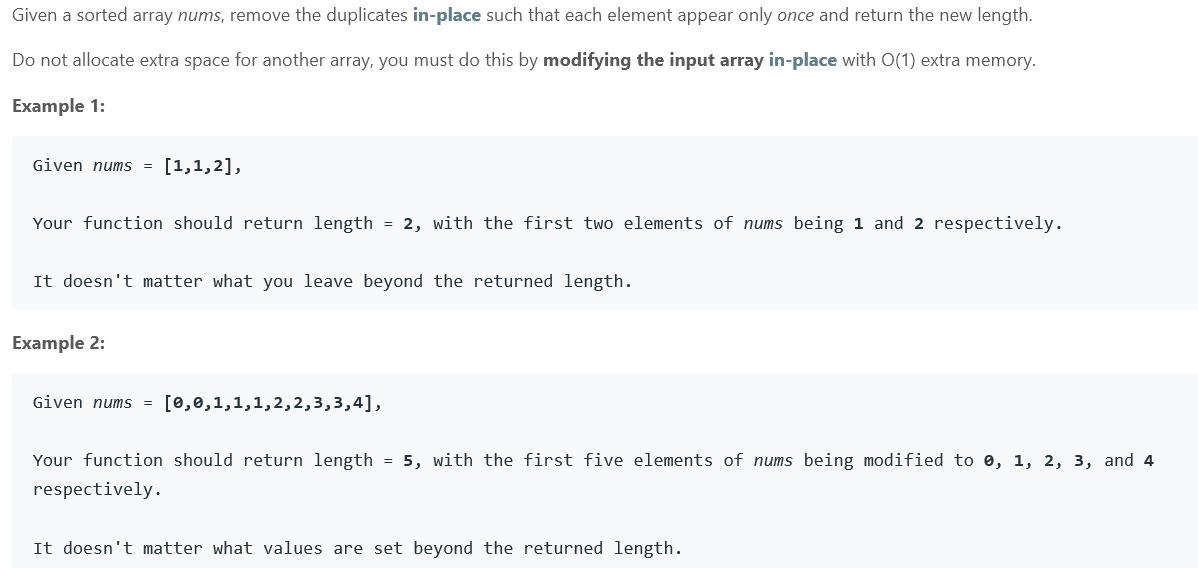 Given a sorted array nums, remove the duplicates in-place such that each element appear only once and return the new length.
Do not allocate extra space for another array, you must do this by modifying the input array in-place with O(1) extra memory.
Example 1:
Given nums = [1,1,2],
Your function should return length = 2, with the first two elements of nums being 1 and 2 respectively.
It doesn't matter what you leave beyond the returned length.
Example 2:
Given nums = [0,0,1,1,1,2,2,3,3,4],
Your function should return length = 5, with the first five elements of nums being modified to 0, 1, 2, 3, and 4
respectively.
It doesn't matter what values are set beyond the returned length.